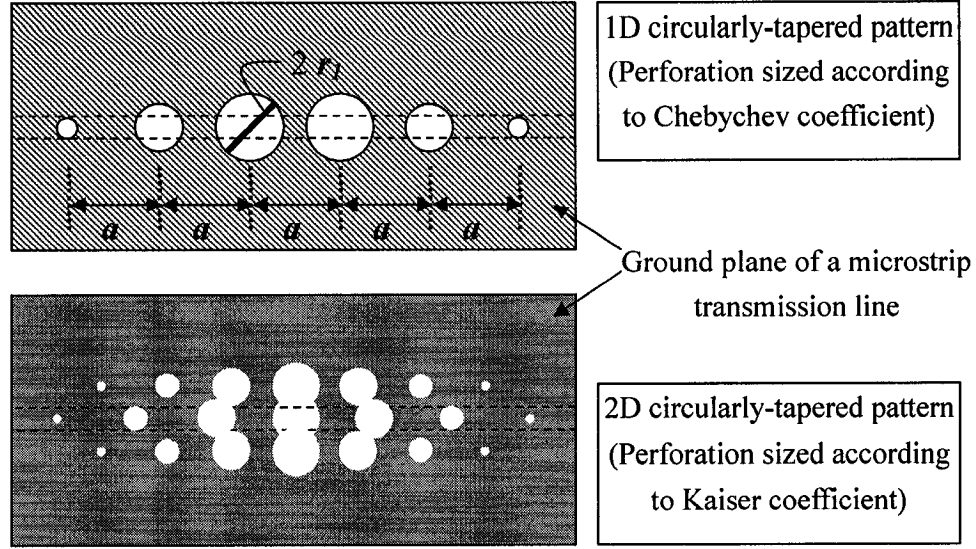 2 r1
a a a a a
1D circularly-tapered pattern
(Perforation sized according
to Chebychev coefficient)
Ground plane of a microstrip
transmission line
2D circularly-tapered pattern
(Perforation sized according
to Kaiser coefficient)